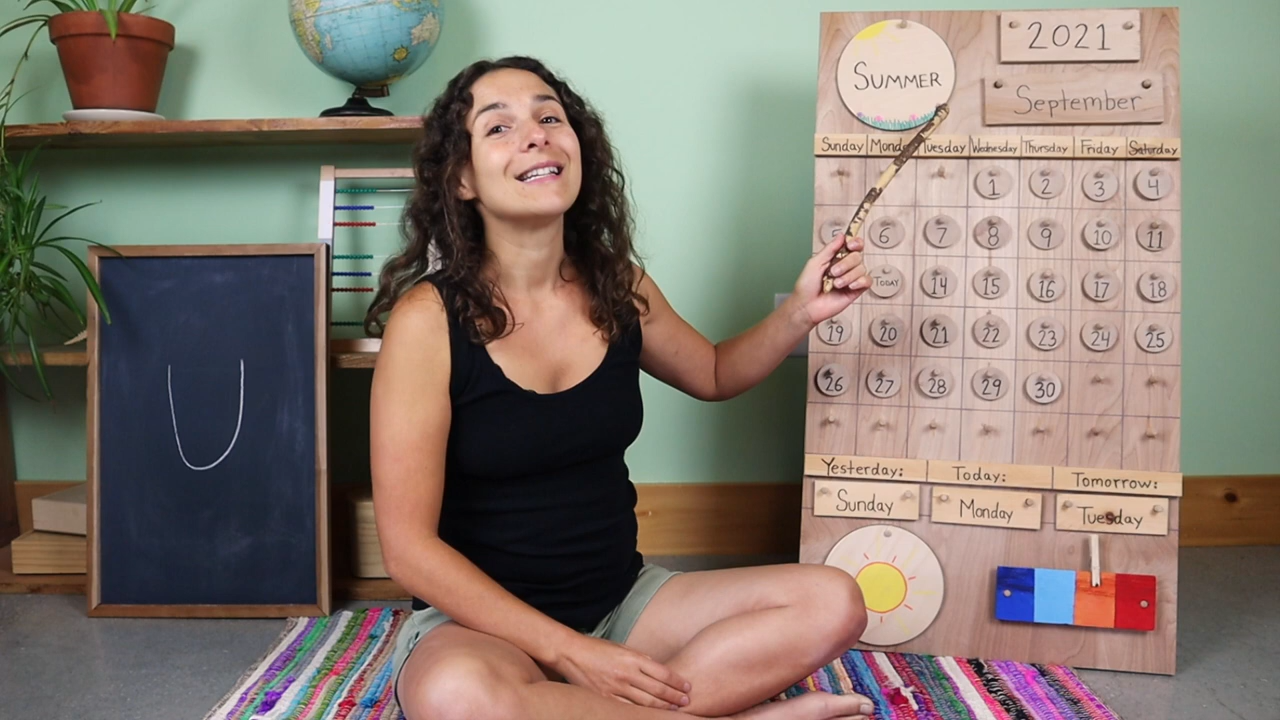 U
SUMMER
2021
September
Sunday Monday Tuesday Wednesday Thursday Friday Saturday
1 2 3 4
5 6 7 8 9 10 11
TODAY 14 15 16 17 18
19 20 21 22 23 24 25
26 27 28 29 30
Yesterday: Today: Tomorrow:
Sunday Monday Tuesday